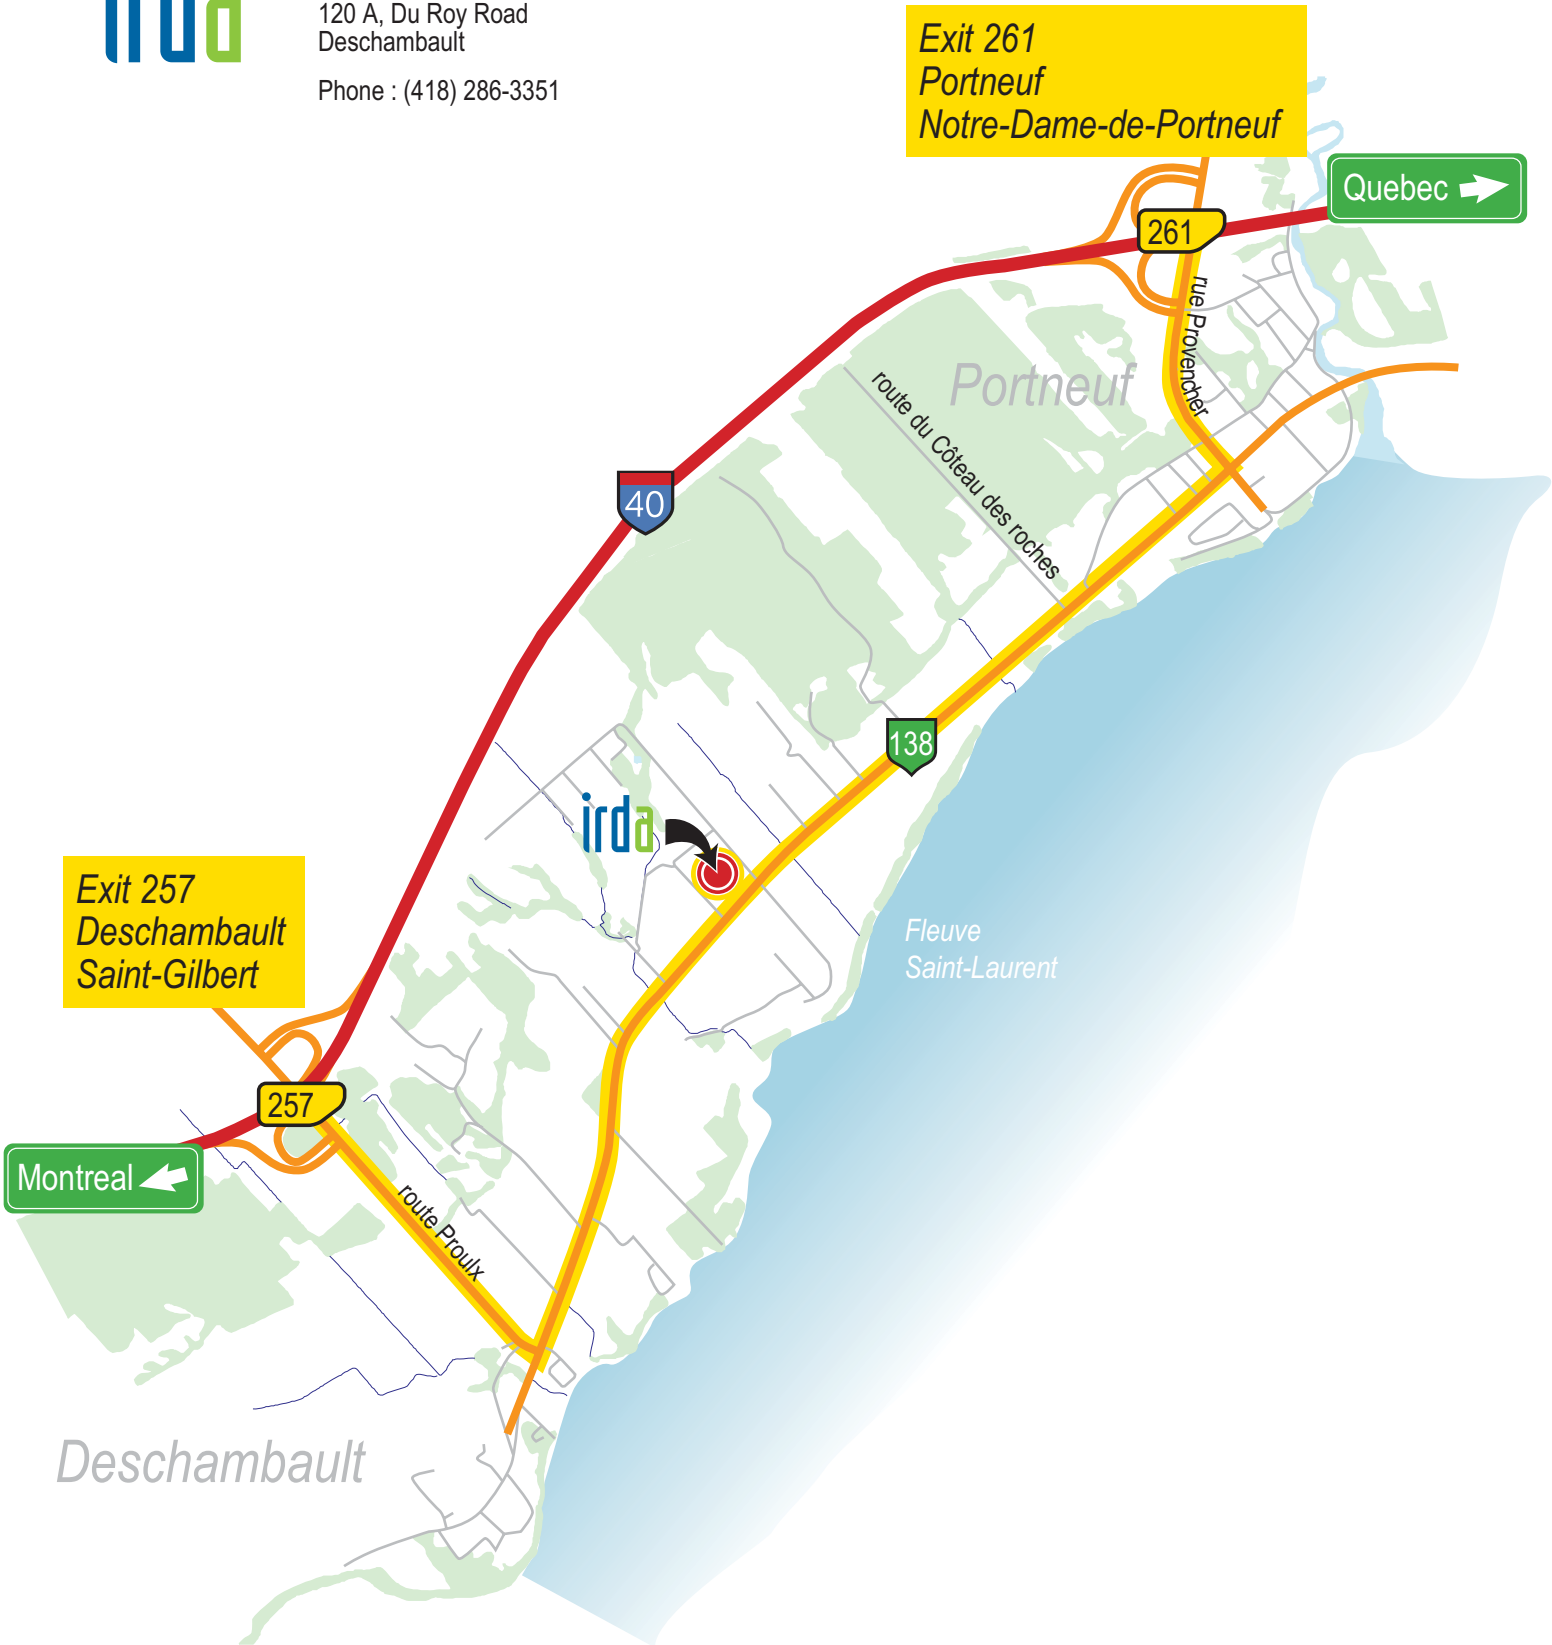 irda
120 A, Du Roy Road
Deschambault
Phone : (418) 286-3351
Exit 261
Portneuf
Notre-Dame-de-Portneuf
Quebec
261
rue Provencher
Portneuf
route du Côteau des roches
40
138
irda
Exit 257
Deschambault
Saint-Gilbert
Fleuve
Saint-Laurent
257
Montreal
route Proulx
Deschambault